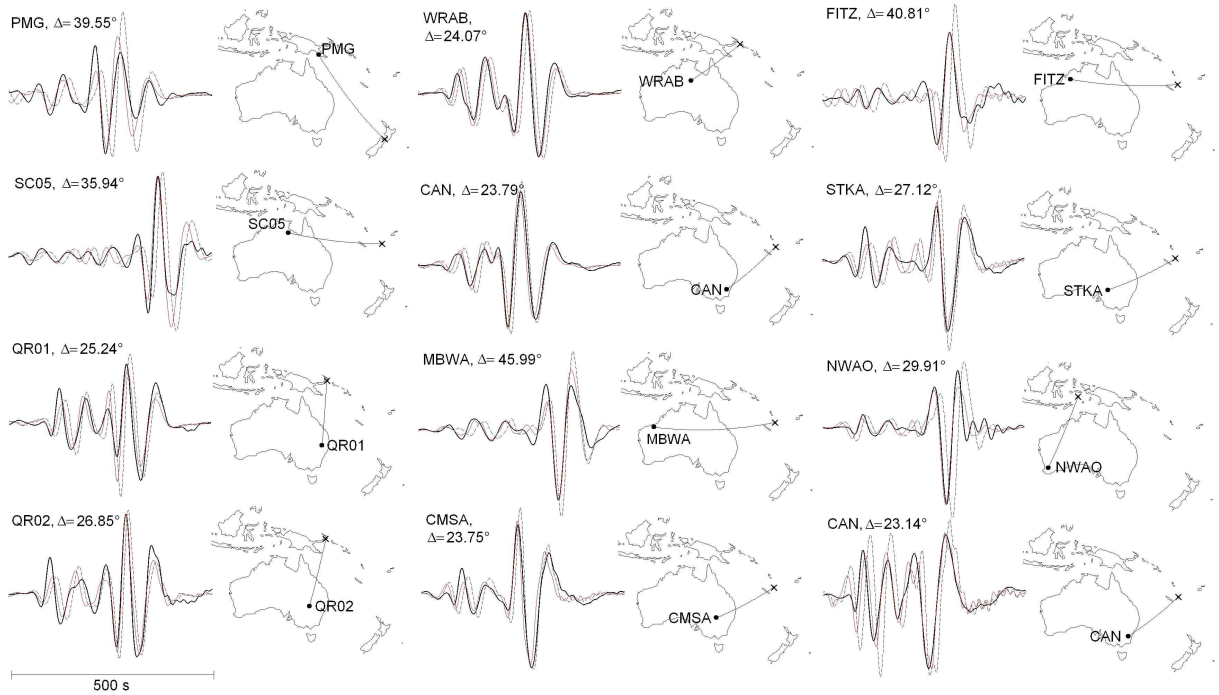 PMG, Δ= 39.55°
PMG
WRAB,
Δ=24.07°
WRAB
FITZ, Δ= 40.81°
FITZ
SC05, Δ=35.94°
SC05
CAN, Δ=23.79°
CAN
STKA, Δ=27.12°
STKA
QR01, Δ=25.24°
QR01
MBWA, Δ= 45.99°
MBWA
NWAO, Δ=29.91°
NWAO
QR02, Δ=26.85°
QR02
CMSA,
Δ=23.75°
CMSA
CAN, Δ=23.14°
CAN
500 s